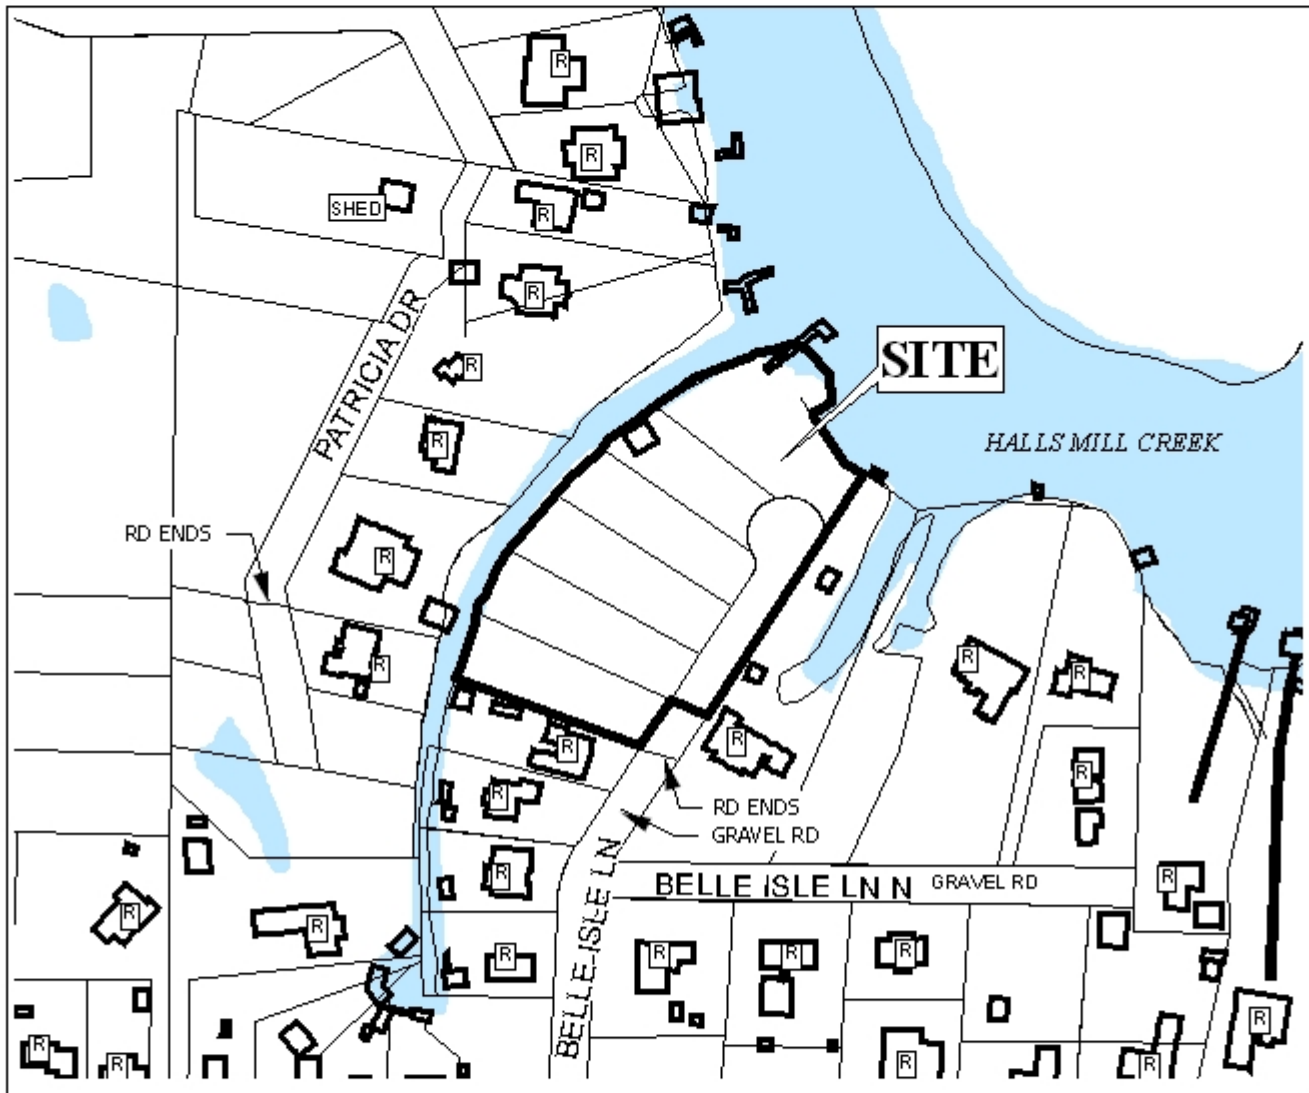 R
R
SHED
R
R
PATRICIA DR
R
SITE
R
HALLS MILL CREEK
RD ENDS
R
R
R
R
R
R
R
R
RD ENDS
GRAVEL RD
BELLE ISLE LN
R
BELLE ISLE LN N
GRAVEL RD
R
R
R
R
R
R
R
R
R
R
R
R